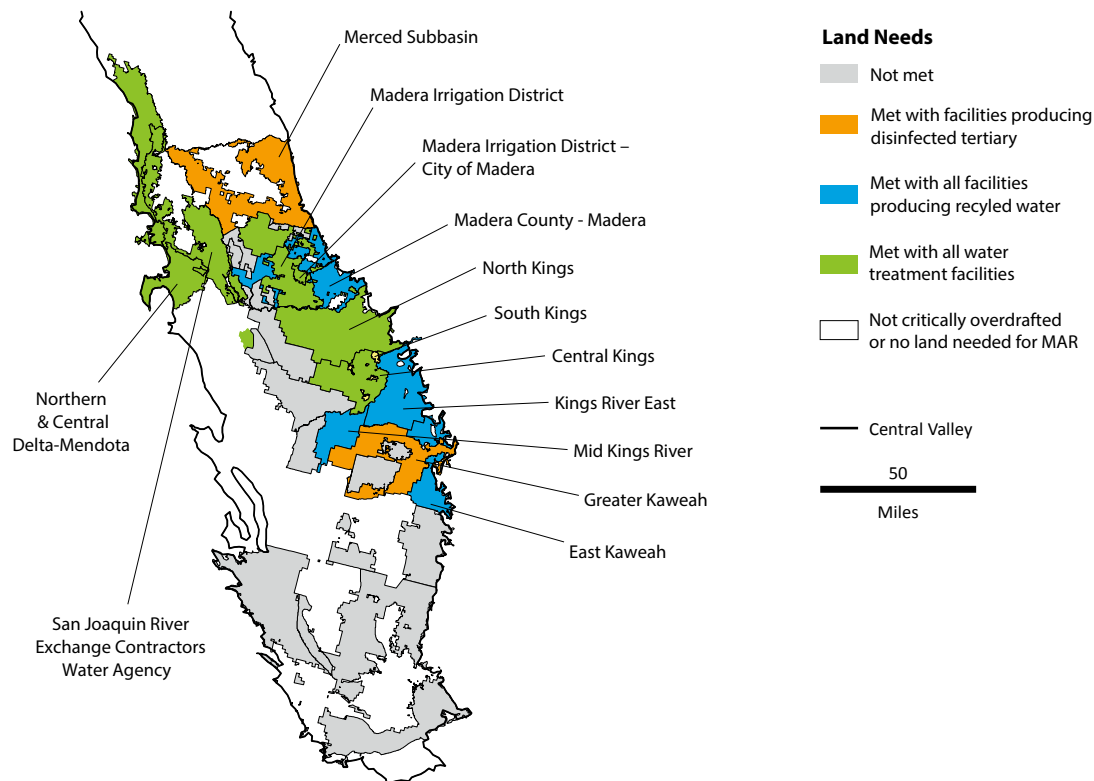 Merced Subbasin
Madera Irrigation District
Madera Irrigation District –
City of Madera
Madera County - Madera
North Kings
South Kings
Central Kings
Kings River East
Mid Kings River
Greater Kaweah
East Kaweah
Northern
& Central
Delta-Mendota
San Joaquin River
Exchange Contractors
Water Agency
Land Needs
Not met
Met with facilities producing
disinfected tertiary
Met with all facilities
producing recyled water
Met with all water
treatment facilities
Not critically overdrafted
or no land needed for MAR
Central Valley
50
Miles